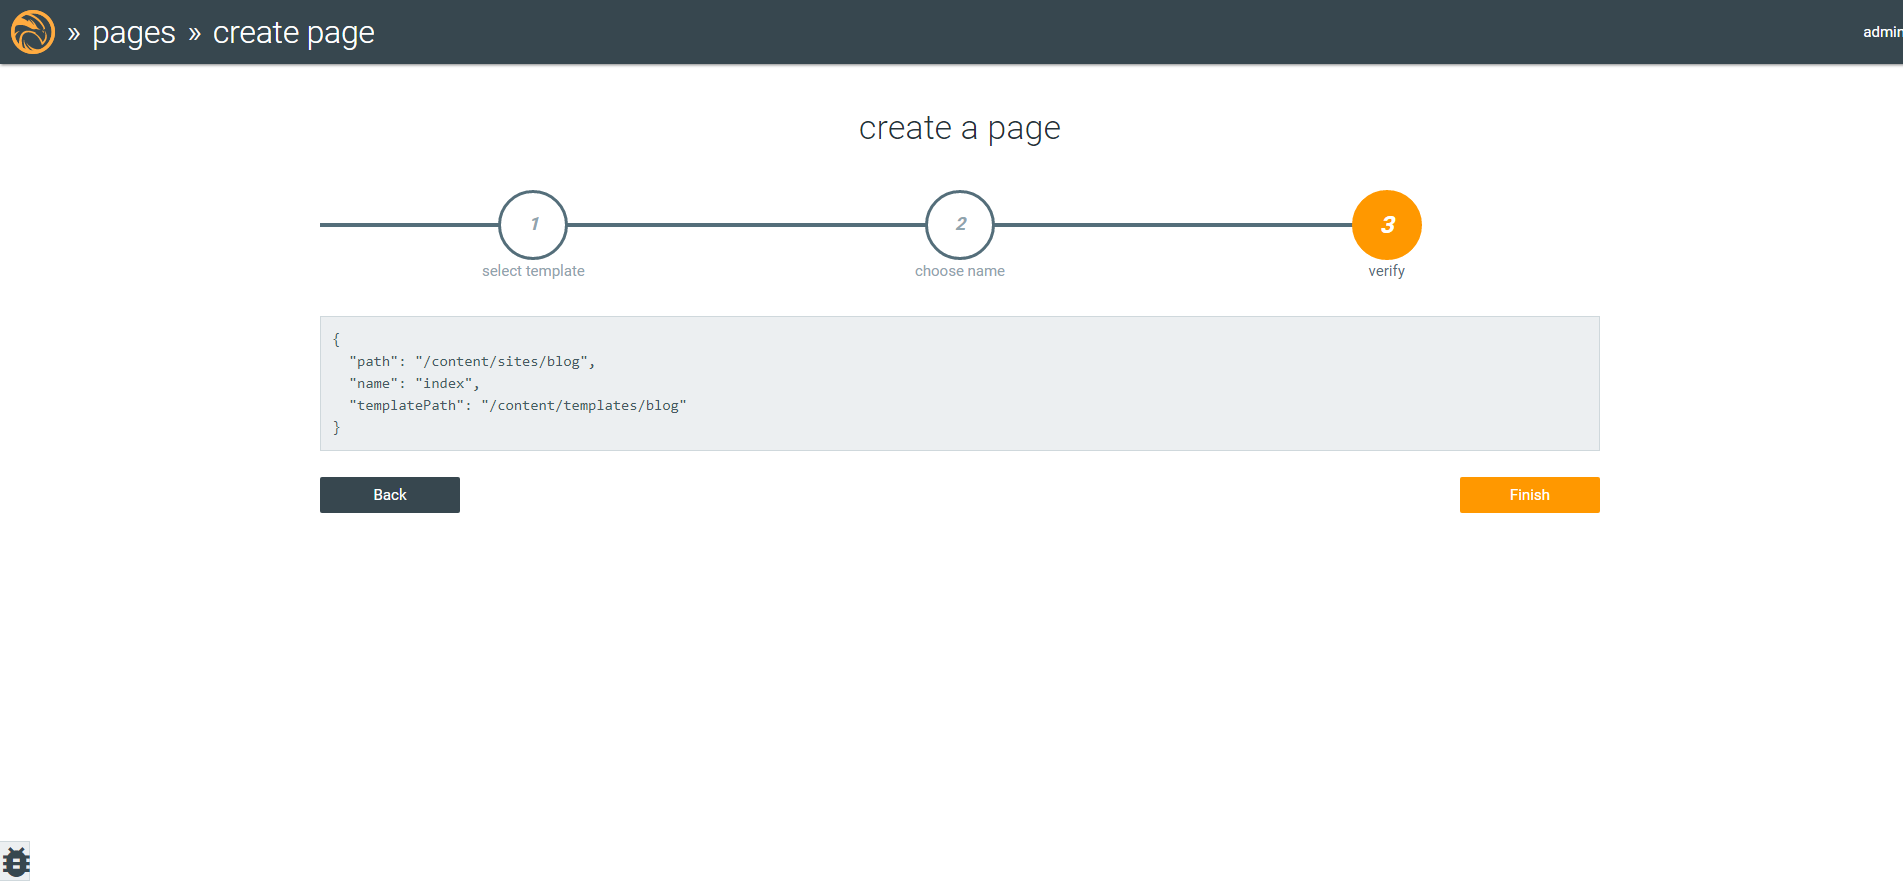 » pages » create page
admin
create a page
1
2
3
select template
choose name
verify
{
  "path": "/content/sites/blog",
  "name": "index",
  "templatePath": "/content/templates/blog"
}
Back
Finish